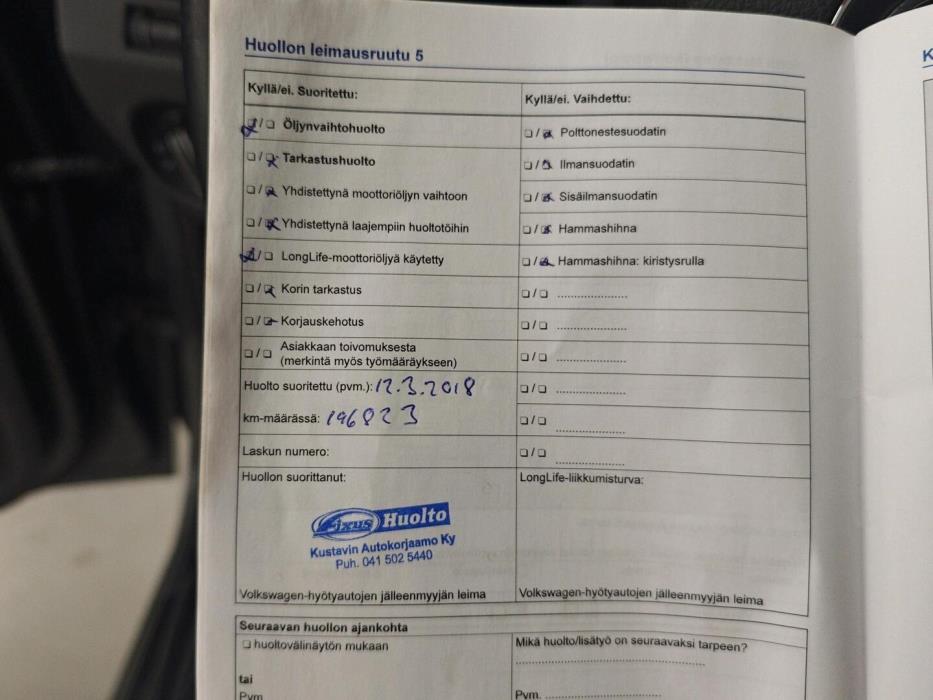 Huollon leimausruutu 5
Kyllä/ei. Suoritettu:
☑/☐ Öljynvaihtohuolto
☐/☒ Tarkastushuolto
☐/☒ Yhdistettynä moottoriöljyn vaihtoon
☐/☒ Yhdistettynä laajempiin huoltotöihin
☑/☐ LongLife-moottoriöljyä käytetty
☐/☒ Korin tarkastus
☐/☒ Korjauskehotus
☐/☐ Asiakkaan toivomuksesta
(merkintä myös työmääräykseen)
Huolto suoritettu (pvm.): 12.3.2018
km-määrässä: 196823
Laskun numero:
Huollon suorittanut:
Fixus Huolto
Kustavin Autokorjaamo Ky
Puh. 041 502 5440
Volkswagen-hyötyautojen jälleenmyyjän leima
Kyllä/ei. Vaihdettu:
☐/☒ Polttonestesuodatin
☐/☒ Ilmansuodatin
☐/☒ Sisäilmansuodatin
☐/☒ Hammashihna
☐/☒ Hammashihna: kiristysrulla
☐/☐ ....................
☐/☐ ....................
☐/☐ ....................
☐/☐ ....................
☐/☐ ....................
☐/☐ ....................
LongLife-liikkumisturva:
Volkswagen-hyötyautojen jälleenmyyjän leima
Seuraavan huollon ajankohta
☐ huoltovälinäytön mukaan
tai
Pvm
Mikä huolto/lisätyö on seuraavaksi tarpeen?
Pvm. ....................
K